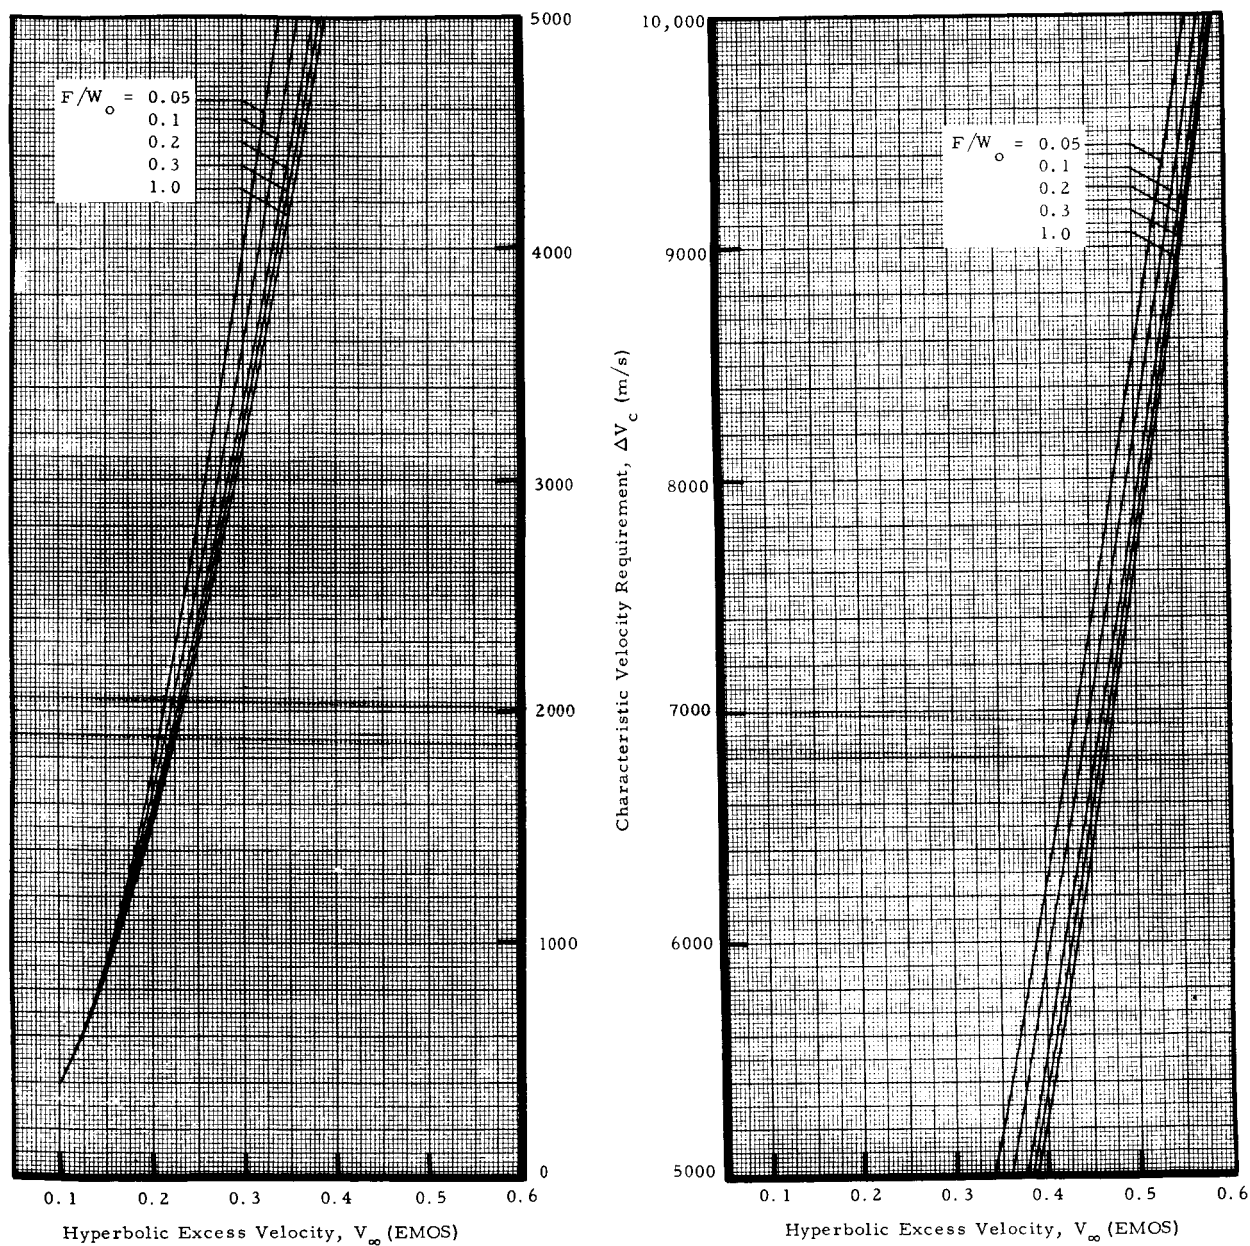 F/Wo = 0.05
0.1
0.2
0.3
1.0
5000
4000
3000
2000
1000
0
0.1 0.2 0.3 0.4 0.5 0.6
Hyperbolic Excess Velocity, V∞ (EMOS)
Characteristic Velocity Requirement, ΔVc (m/s)
F/Wo = 0.05
0.1
0.2
0.3
1.0
10,000
9000
8000
7000
6000
5000
0.1 0.2 0.3 0.4 0.5 0.6
Hyperbolic Excess Velocity, V∞ (EMOS)